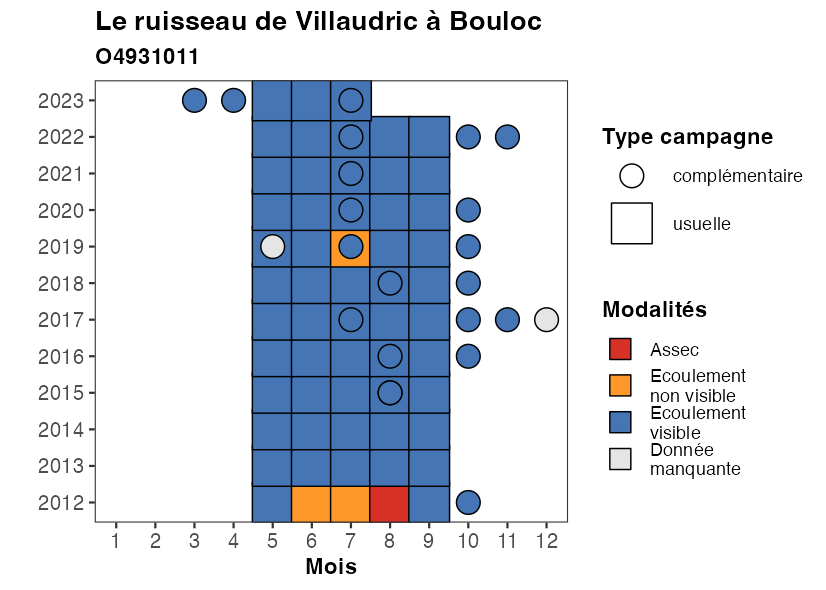 Le ruisseau de Villaudric à Bouloc
O4931011
2023
2022
2021
2020
2019
2018
2017
2016
2015
2014
2013
2012
1 2 3 4 5 6 7 8 9 10 11 12
Mois
Type campagne
complémentaire
usuelle
Modalités
Assec
Ecoulement
non visible
Ecoulement
visible
Donnée
manquante